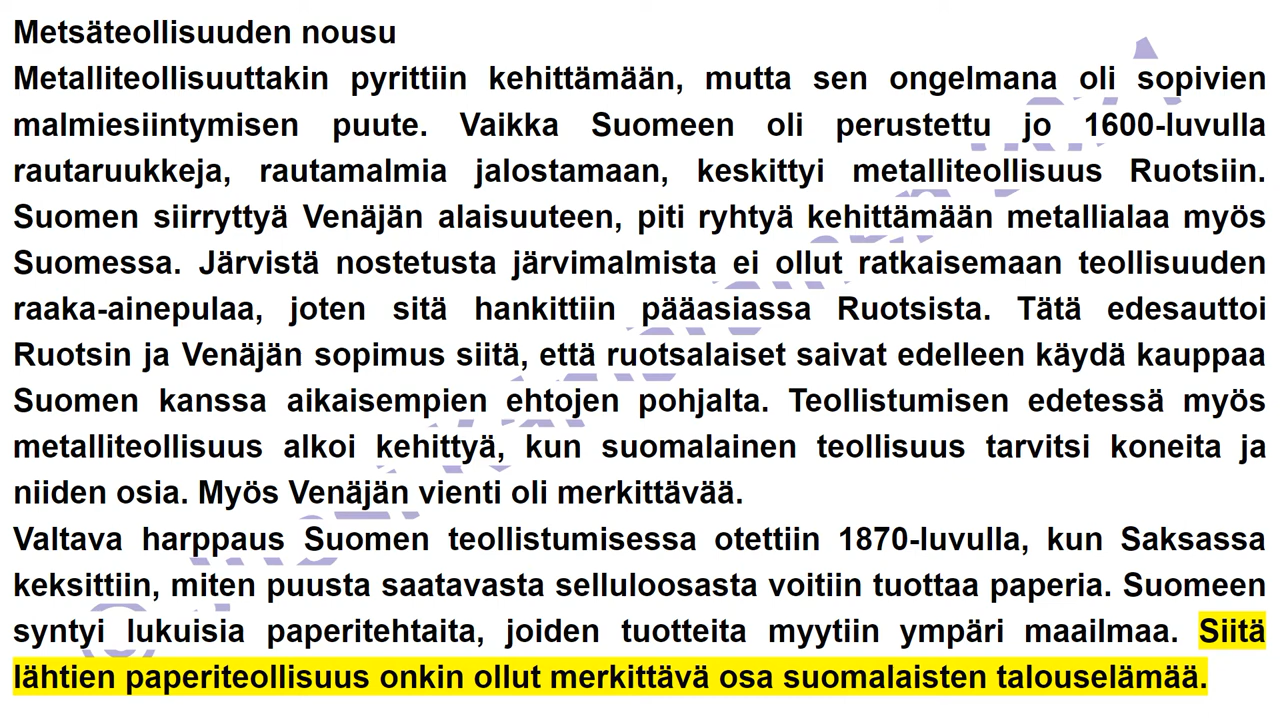 Metsäteollisuuden nousu
Metalliteollisuuttakin pyrittiin kehittämään, mutta sen ongelmana oli sopivien
malmiesiintymisen puute. Vaikka Suomeen oli perustettu jo 1600-luvulla
rautaruukkeja, rautamalmia jalostamaan, keskittyi metalliteollisuus Ruotsiin.
Suomen siirryttyä Venäjän alaisuuteen, piti ryhtyä kehittämään metallialaa myös
Suomessa. Järvistä nostetusta järvimalmista ei ollut ratkaisemaan teollisuuden
raaka-ainepulaa, joten sitä hankittiin pääasiassa Ruotsista. Tätä edesauttoi
Ruotsin ja Venäjän sopimus siitä, että ruotsalaiset saivat edelleen käydä kauppaa
Suomen kanssa aikaisempien ehtojen pohjalta. Teollistumisen edetessä myös
metalliteollisuus alkoi kehittyä, kun suomalainen teollisuus tarvitsi koneita ja
niiden osia. Myös Venäjän vienti oli merkittävää.
Valtava harppaus Suomen teollistumisessa otettiin 1870-luvulla, kun Saksassa
keksittiin, miten puusta saatavasta selluloosasta voitiin tuottaa paperia. Suomeen
syntyi lukuisia paperitehtaita, joiden tuotteita myytiin ympäri maailmaa. Siitä
lähtien paperiteollisuus onkin ollut merkittävä osa suomalaisten talouselämää.